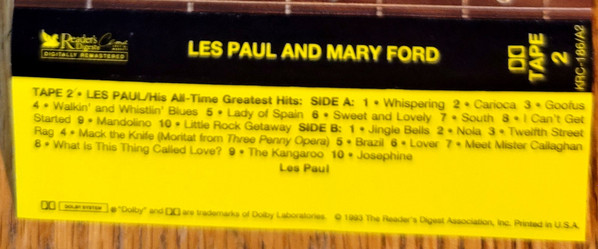 Reader's Digest
DIGITALLY REMASTERED
LES PAUL AND MARY FORD
TAPE 2
KRC-186/A2
TAPE 2 • LES PAUL/His All-Time Greatest Hits: SIDE A: 1 • Whispering 2 • Carioca 3 • Goofus
4 • Walkin' and Whistlin' Blues 5 • Lady of Spain 6 • Sweet and Lovely 7 • South 8 • I Can't Get
Started 9 • Mandolino 10 • Little Rock Getaway SIDE B: 1 • Jingle Bells 2 • Nola 3 • Twelfth Street
Rag 4 • Mack the Knife (Moritat from Three Penny Opera) 5 • Brazil 6 • Lover 7 • Meet Mister Callaghan
8 • What Is This Thing Called Love? 9 • The Kangaroo 10 • Josephine
Les Paul
DOLBY SYSTEM ® "Dolby" and are trademarks of Dolby Laboratories. © 1993 The Reader's Digest Association, Inc. Printed in U.S.A.